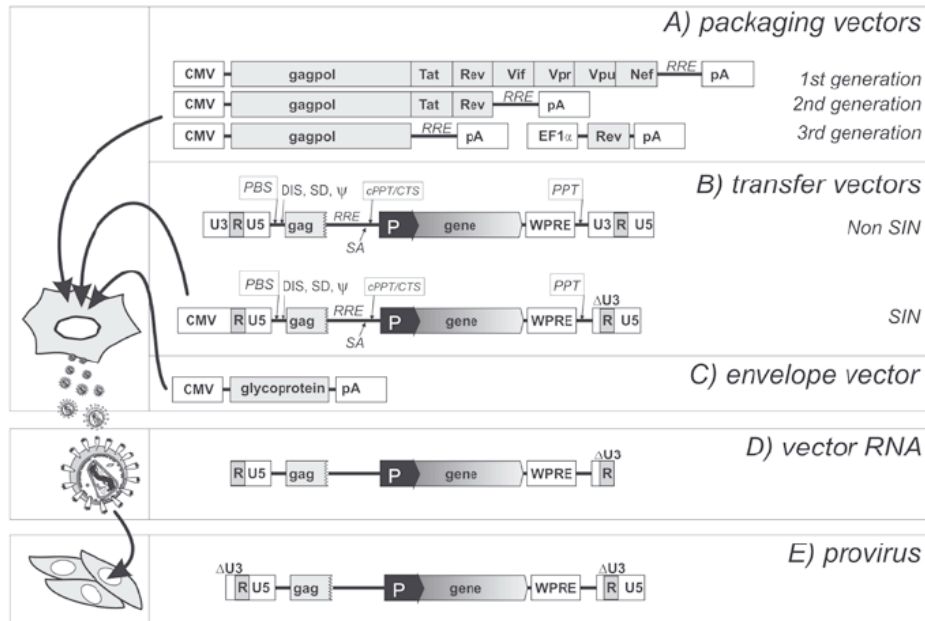 A) packaging vectors
CMV gagpol Tat Rev Vif Vpr Vpu Nef RRE pA 1st generation
CMV gagpol Tat Rev RRE pA 2nd generation
CMV gagpol RRE pA EF1α Rev pA 3rd generation
B) transfer vectors
PBS DIS, SD, ψ cPPT/CTS PPT
U3 R U5 gag RRE SA P gene WPRE U3 R U5 Non SIN
PBS DIS, SD, ψ cPPT/CTS PPT ΔU3
CMV R U5 gag RRE SA P gene WPRE R U5 SIN
C) envelope vector
CMV glycoprotein pA
D) vector RNA
ΔU3
R U5 gag P gene WPRE R
E) provirus
ΔU3 ΔU3
R U5 gag P gene WPRE R U5